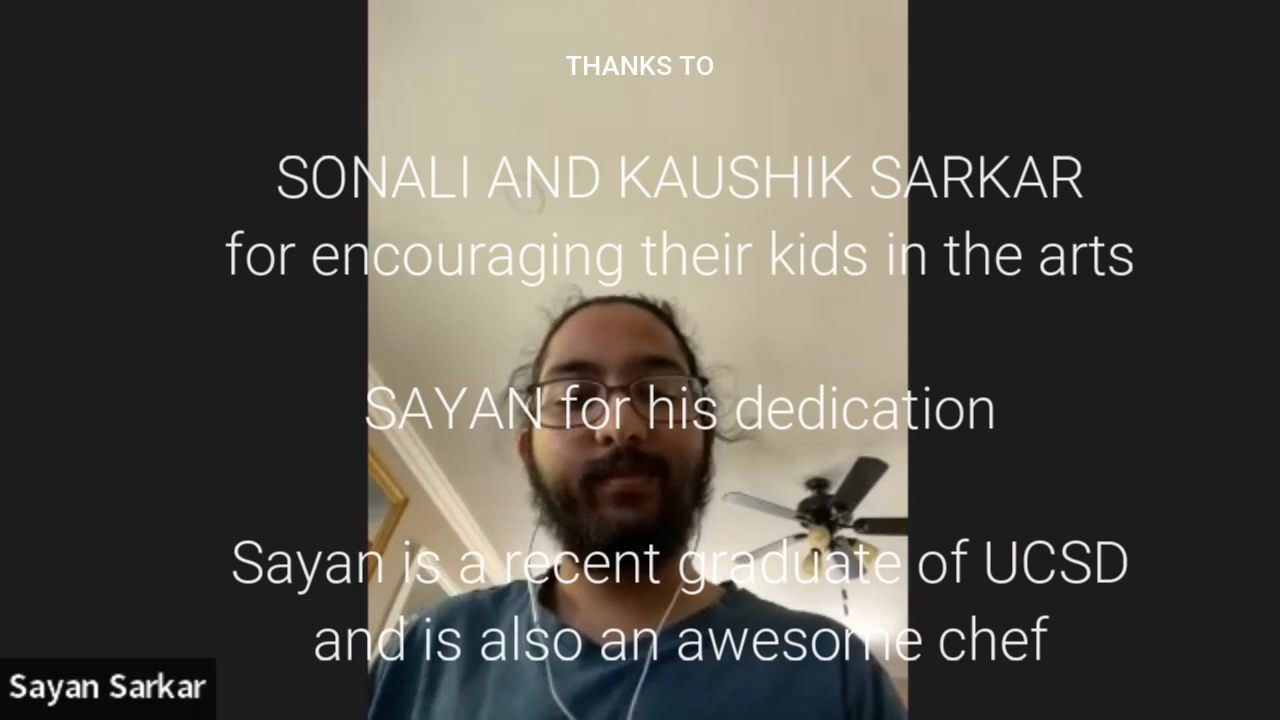 THANKS TO
SONALI AND KAUSHIK SARKAR
for encouraging their kids in the arts
SAYAN for his dedication
Sayan is a recent graduate of UCSD
and is also an awesome chef
Sayan Sarkar